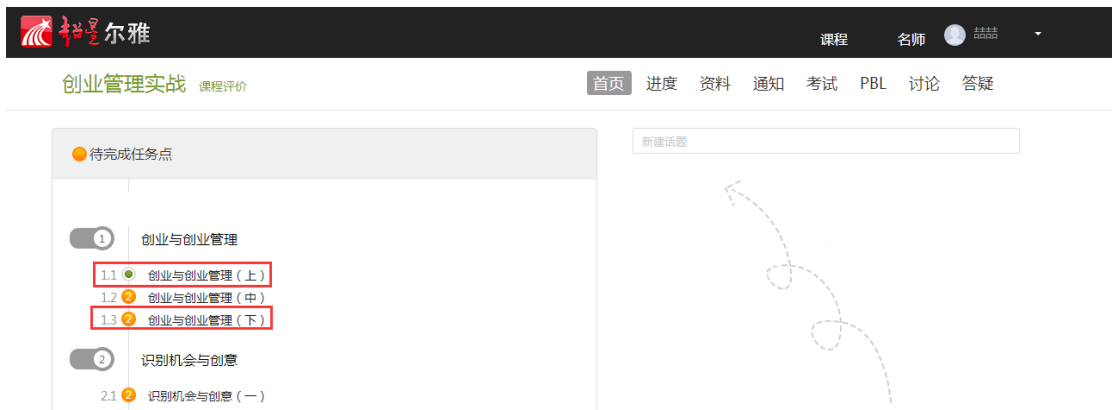 超星尔雅
课程 名师 喆喆
创业管理实战 课程评价
首页 进度 资料 通知 考试 PBL 讨论 答疑
待完成任务点
新建话题
1 创业与创业管理
1.1 创业与创业管理(上)
1.2 2 创业与创业管理(中)
1.3 2 创业与创业管理(下)
2 识别机会与创意
2.1 2 识别机会与创意(一)